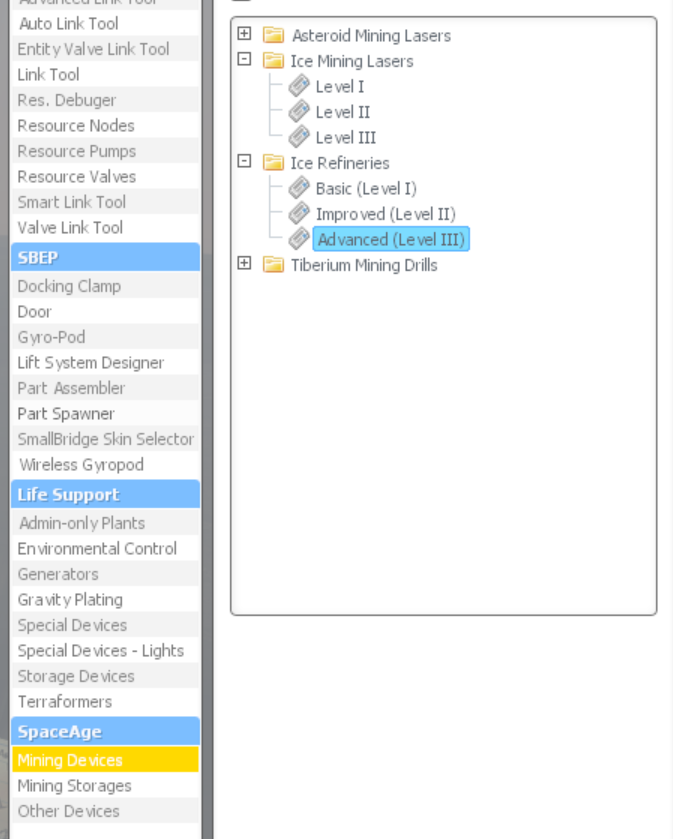 Advanced Link Tool
Auto Link Tool
Entity Valve Link Tool
Link Tool
Res. Debuger
Resource Nodes
Resource Pumps
Resource Valves
Smart Link Tool
Valve Link Tool
SBEP
Docking Clamp
Door
Gyro-Pod
Lift System Designer
Part Assembler
Part Spawner
SmallBridge Skin Selector
Wireless Gyropod
Life Support
Admin-only Plants
Environmental Control
Generators
Gravity Plating
Special Devices
Special Devices - Lights
Storage Devices
Terraformers
SpaceAge
Mining Devices
Mining Storages
Other Devices
Asteroid Mining Lasers
Ice Mining Lasers
Level I
Level II
Level III
Ice Refineries
Basic (Level I)
Improved (Level II)
Advanced (Level III)
Tiberium Mining Drills